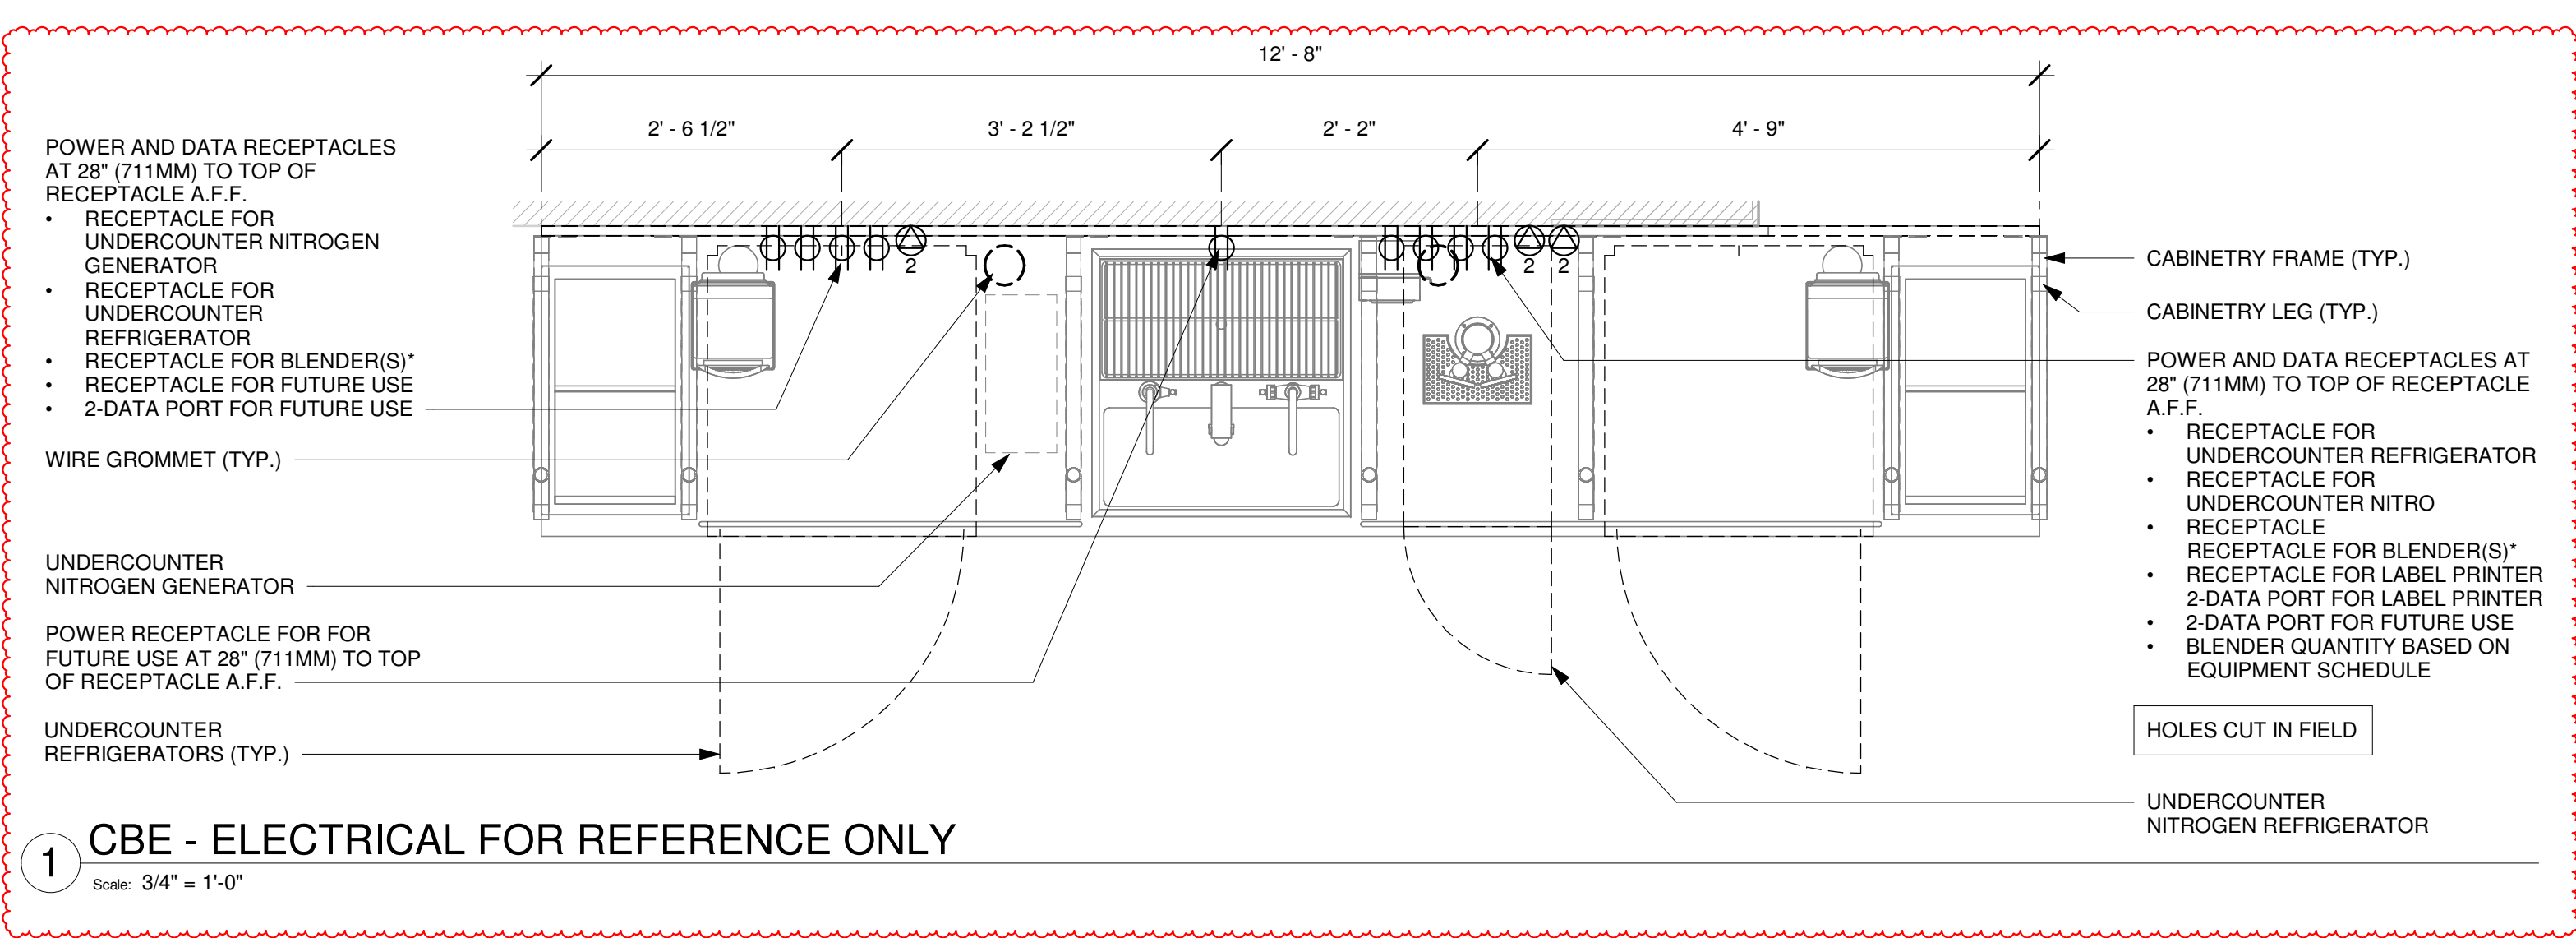 12' - 8"
2' - 6 1/2"
3' - 2 1/2"
2' - 2"
4' - 9"
POWER AND DATA RECEPTACLES
AT 28" (711MM) TO TOP OF
RECEPTACLE A.F.F.
• RECEPTACLE FOR
UNDERCOUNTER NITROGEN
GENERATOR
• RECEPTACLE FOR
UNDERCOUNTER
REFRIGERATOR
• RECEPTACLE FOR BLENDER(S)*
• RECEPTACLE FOR FUTURE USE
• 2-DATA PORT FOR FUTURE USE
WIRE GROMMET (TYP.)
UNDERCOUNTER
NITROGEN GENERATOR
POWER RECEPTACLE FOR FOR
FUTURE USE AT 28" (711MM) TO TOP
OF RECEPTACLE A.F.F.
UNDERCOUNTER
REFRIGERATORS (TYP.)
2
2
2
CABINETRY FRAME (TYP.)
CABINETRY LEG (TYP.)
POWER AND DATA RECEPTACLES AT
28" (711MM) TO TOP OF RECEPTACLE
A.F.F.
• RECEPTACLE FOR
UNDERCOUNTER REFRIGERATOR
• RECEPTACLE FOR
UNDERCOUNTER NITRO
• RECEPTACLE
RECEPTACLE FOR BLENDER(S)*
• RECEPTACLE FOR LABEL PRINTER
2-DATA PORT FOR LABEL PRINTER
• 2-DATA PORT FOR FUTURE USE
• BLENDER QUANTITY BASED ON
EQUIPMENT SCHEDULE
HOLES CUT IN FIELD
UNDERCOUNTER
NITROGEN REFRIGERATOR
1
CBE - ELECTRICAL FOR REFERENCE ONLY
Scale: 3/4" = 1'-0"